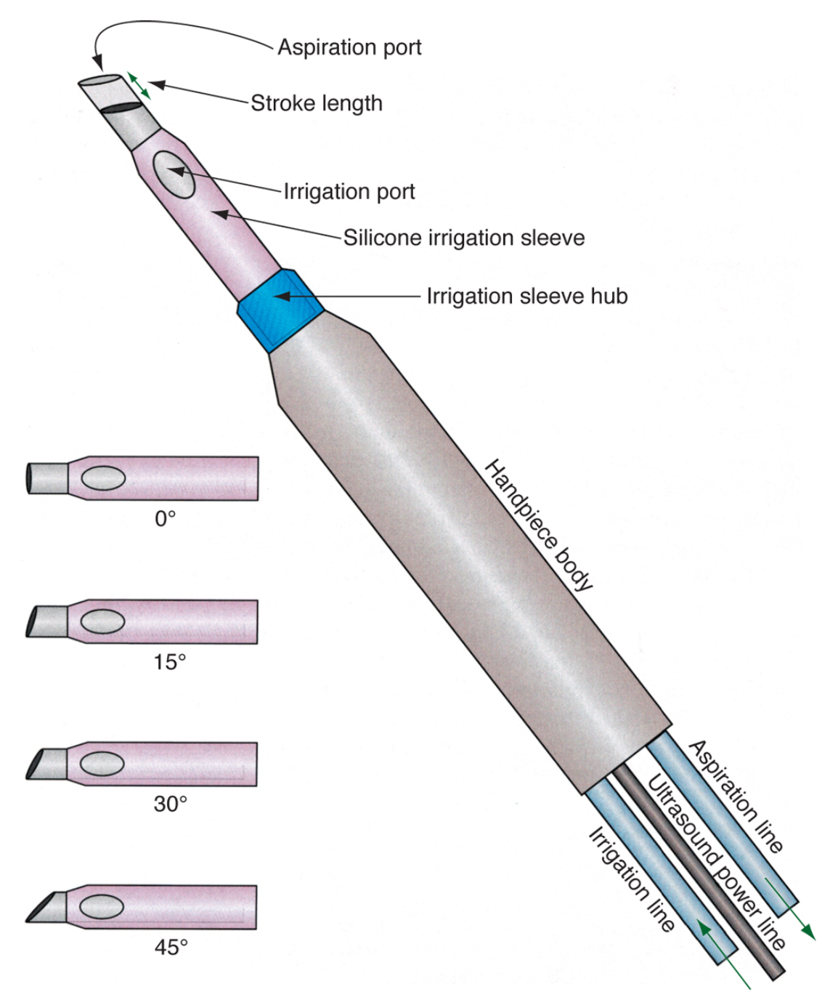 Aspiration port
Stroke length
Irrigation port
Silicone irrigation sleeve
Irrigation sleeve hub
Handpiece body
0°
15°
30°
45°
Aspiration line
Ultrasound power line
Irrigation line